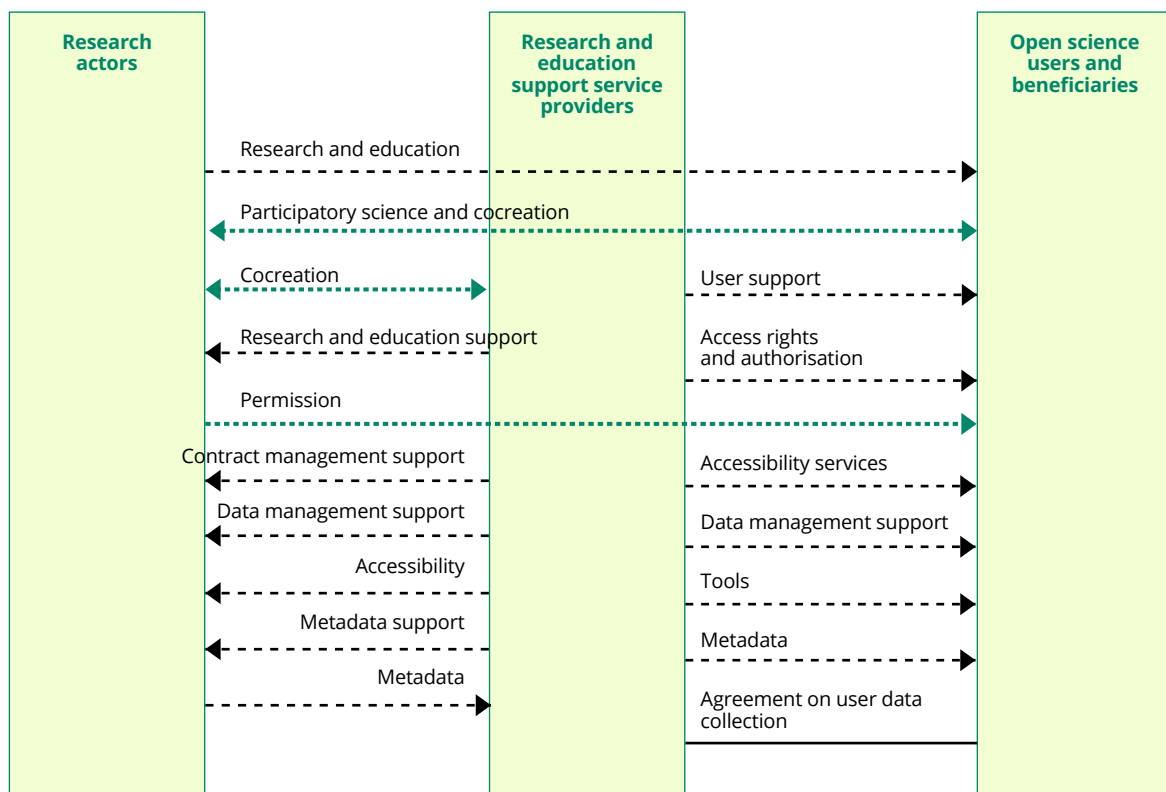 Research
actors
Research and
education
support service
providers
Open science
users and
beneficiaries
Research and education
Participatory science and cocreation
Cocreation
User support
Research and education support
Access rights
and authorisation
Permission
Contract management support
Accessibility services
Data management support
Data management support
Accessibility
Tools
Metadata support
Metadata
Metadata
Agreement on user data
collection